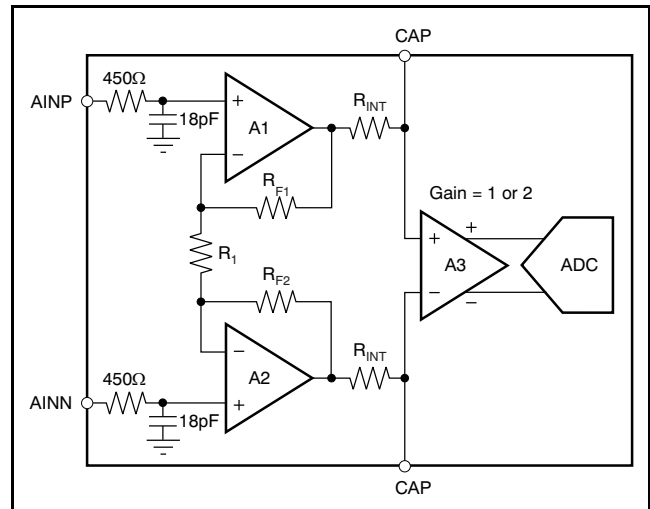 CAP
450Ω
AINP
18pF
+
A1
−
R_INT
R_F1
Gain = 1 or 2
R_1
+
−
A3
+
−
ADC
R_F2
−
A2
+
R_INT
450Ω
AINN
18pF
CAP